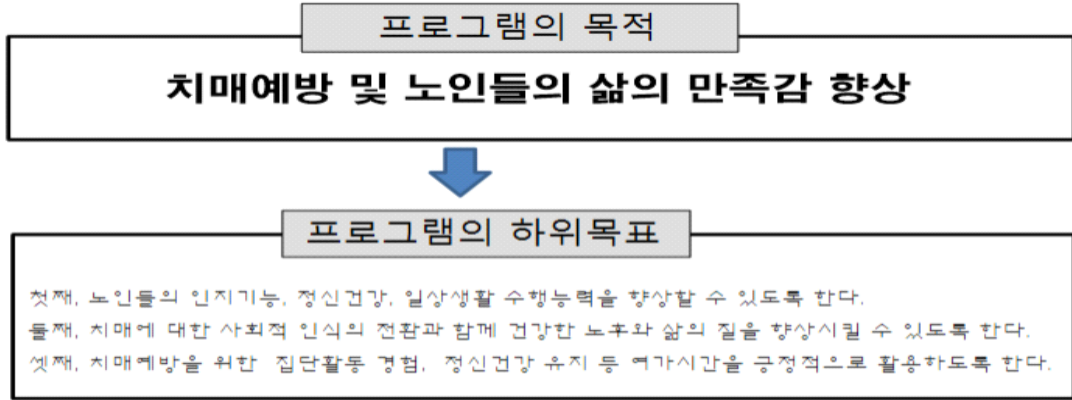 프로그램의 목적
치매예방 및 노인들의 삶의 만족감 향상
프로그램의 하위목표
첫째, 노인들의 인지기능, 정신건강, 일상생활 수행능력을 향상할 수 있도록 한다.
둘째, 치매에 대한 사회적 인식의 전환과 함께 건강한 노후와 삶의 질을 향상시킬 수 있도록 한다.
셋째, 치매예방을 위한 집단활동 경험, 정신건강 유지 등 여가시간을 긍정적으로 활용하도록 한다.